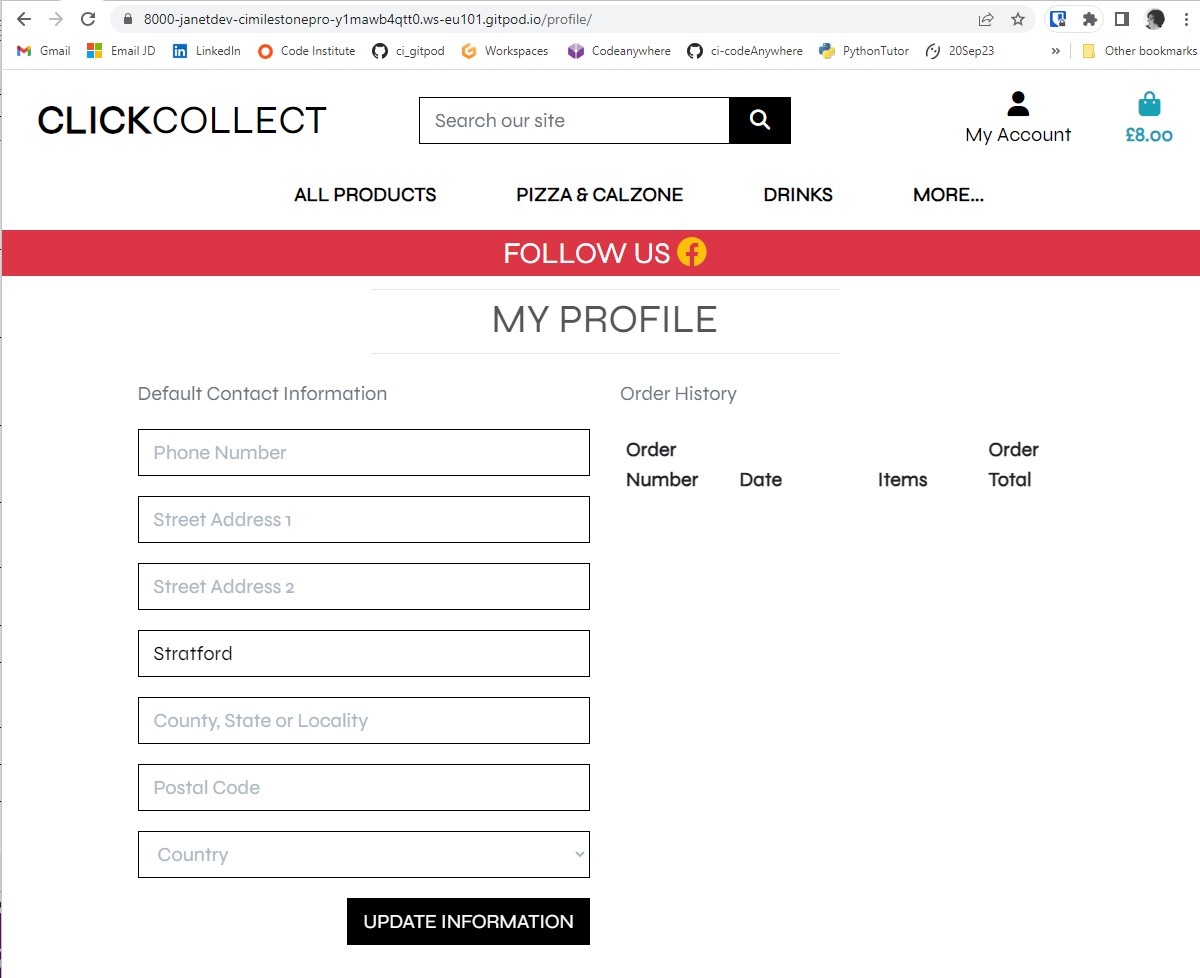 8000-janetdev-cimilestonepro-y1mawb4qtt0.ws-eu101.gitpod.io/profile/
Gmail Email JD LinkedIn Code Institute ci_gitpod Workspaces Codeanywhere ci-codeAnywhere PythonTutor 20Sep23 » Other bookmarks
CLICKCOLLECT
Search our site
My Account
£8.00
ALL PRODUCTS PIZZA & CALZONE DRINKS MORE...
FOLLOW US
MY PROFILE
Default Contact Information
Phone Number
Street Address 1
Street Address 2
Stratford
County, State or Locality
Postal Code
Country
UPDATE INFORMATION
Order History
Order Number Date Items Order Total